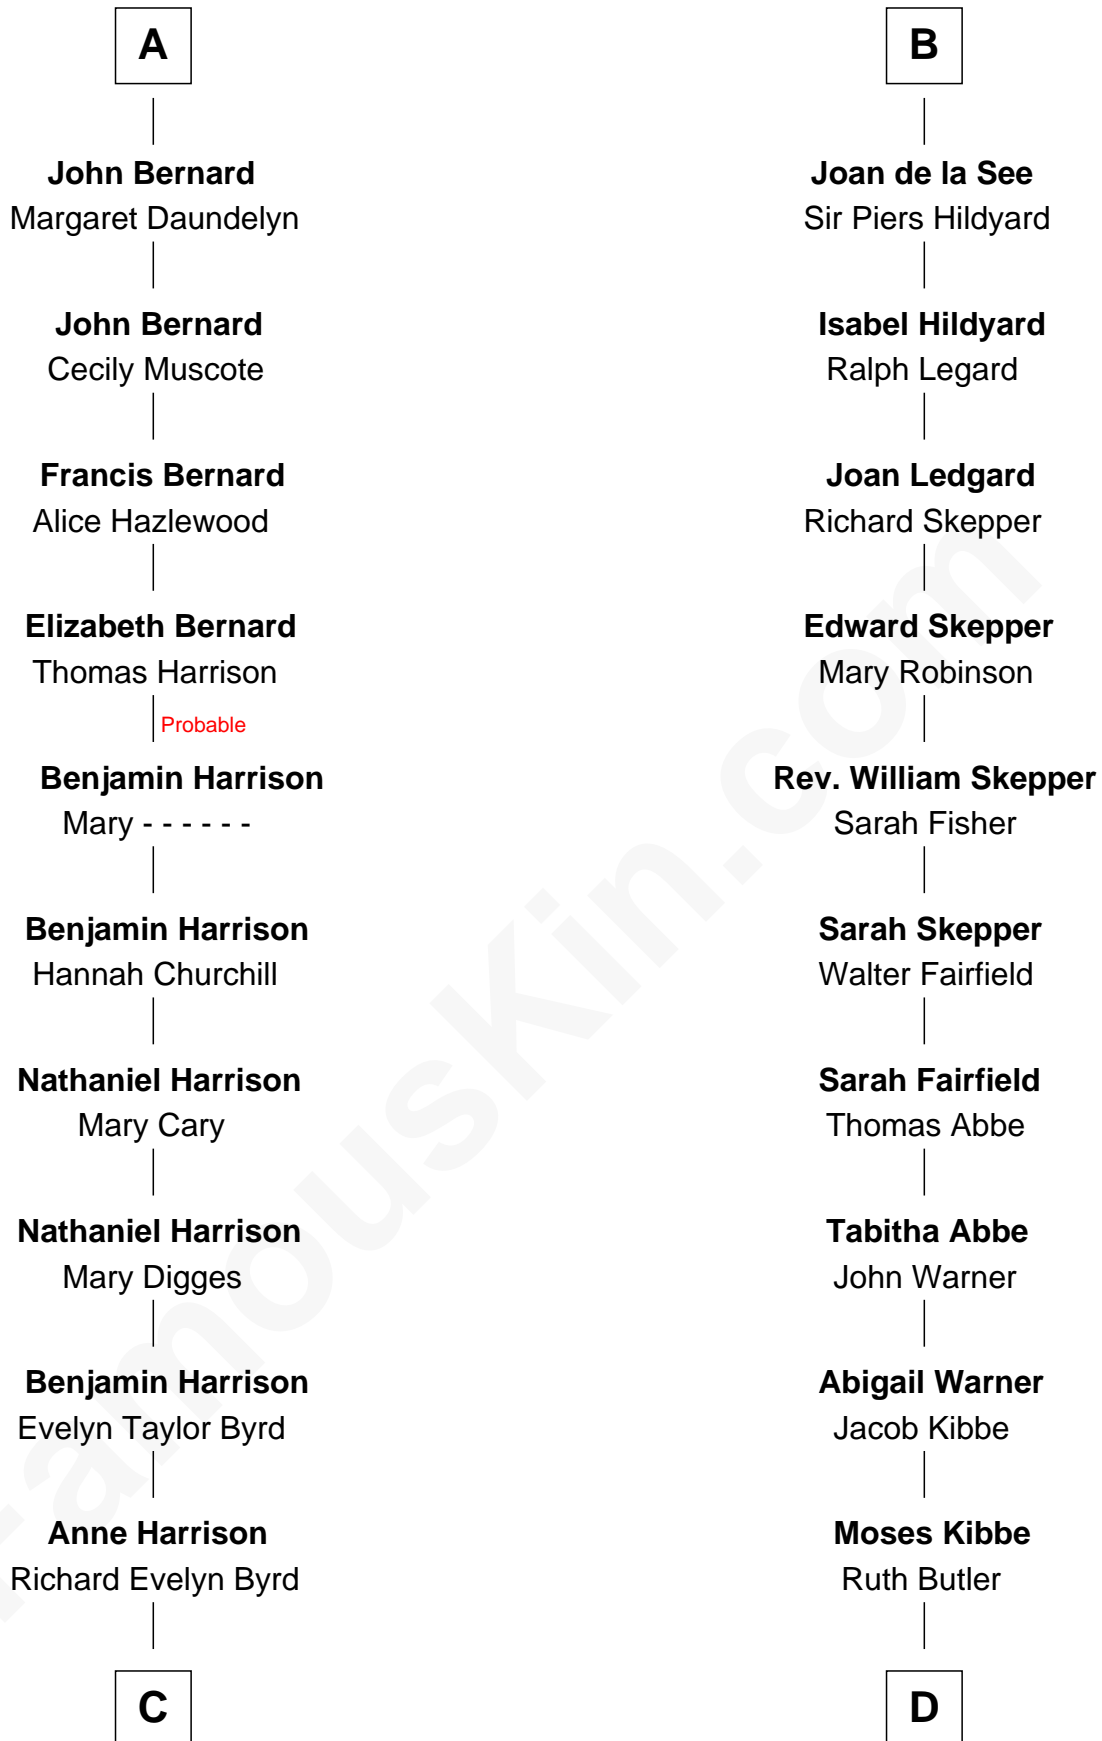 A
John Bernard
Margaret Daundelyn
John Bernard
Cecily Muscote
Francis Bernard
Alice Hazlewood
Elizabeth Bernard
Thomas Harrison
Probable
Benjamin Harrison
Mary - - - - - -
Benjamin Harrison
Hannah Churchill
Nathaniel Harrison
Mary Cary
Nathaniel Harrison
Mary Digges
Benjamin Harrison
Evelyn Taylor Byrd
Anne Harrison
Richard Evelyn Byrd
C
B
Joan de la See
Sir Piers Hildyard
Isabel Hildyard
Ralph Legard
Joan Ledgard
Richard Skepper
Edward Skepper
Mary Robinson
Rev. William Skepper
Sarah Fisher
Sarah Skepper
Walter Fairfield
Sarah Fairfield
Thomas Abbe
Tabitha Abbe
John Warner
Abigail Warner
Jacob Kibbe
Moses Kibbe
Ruth Butler
D
FamousKin.com